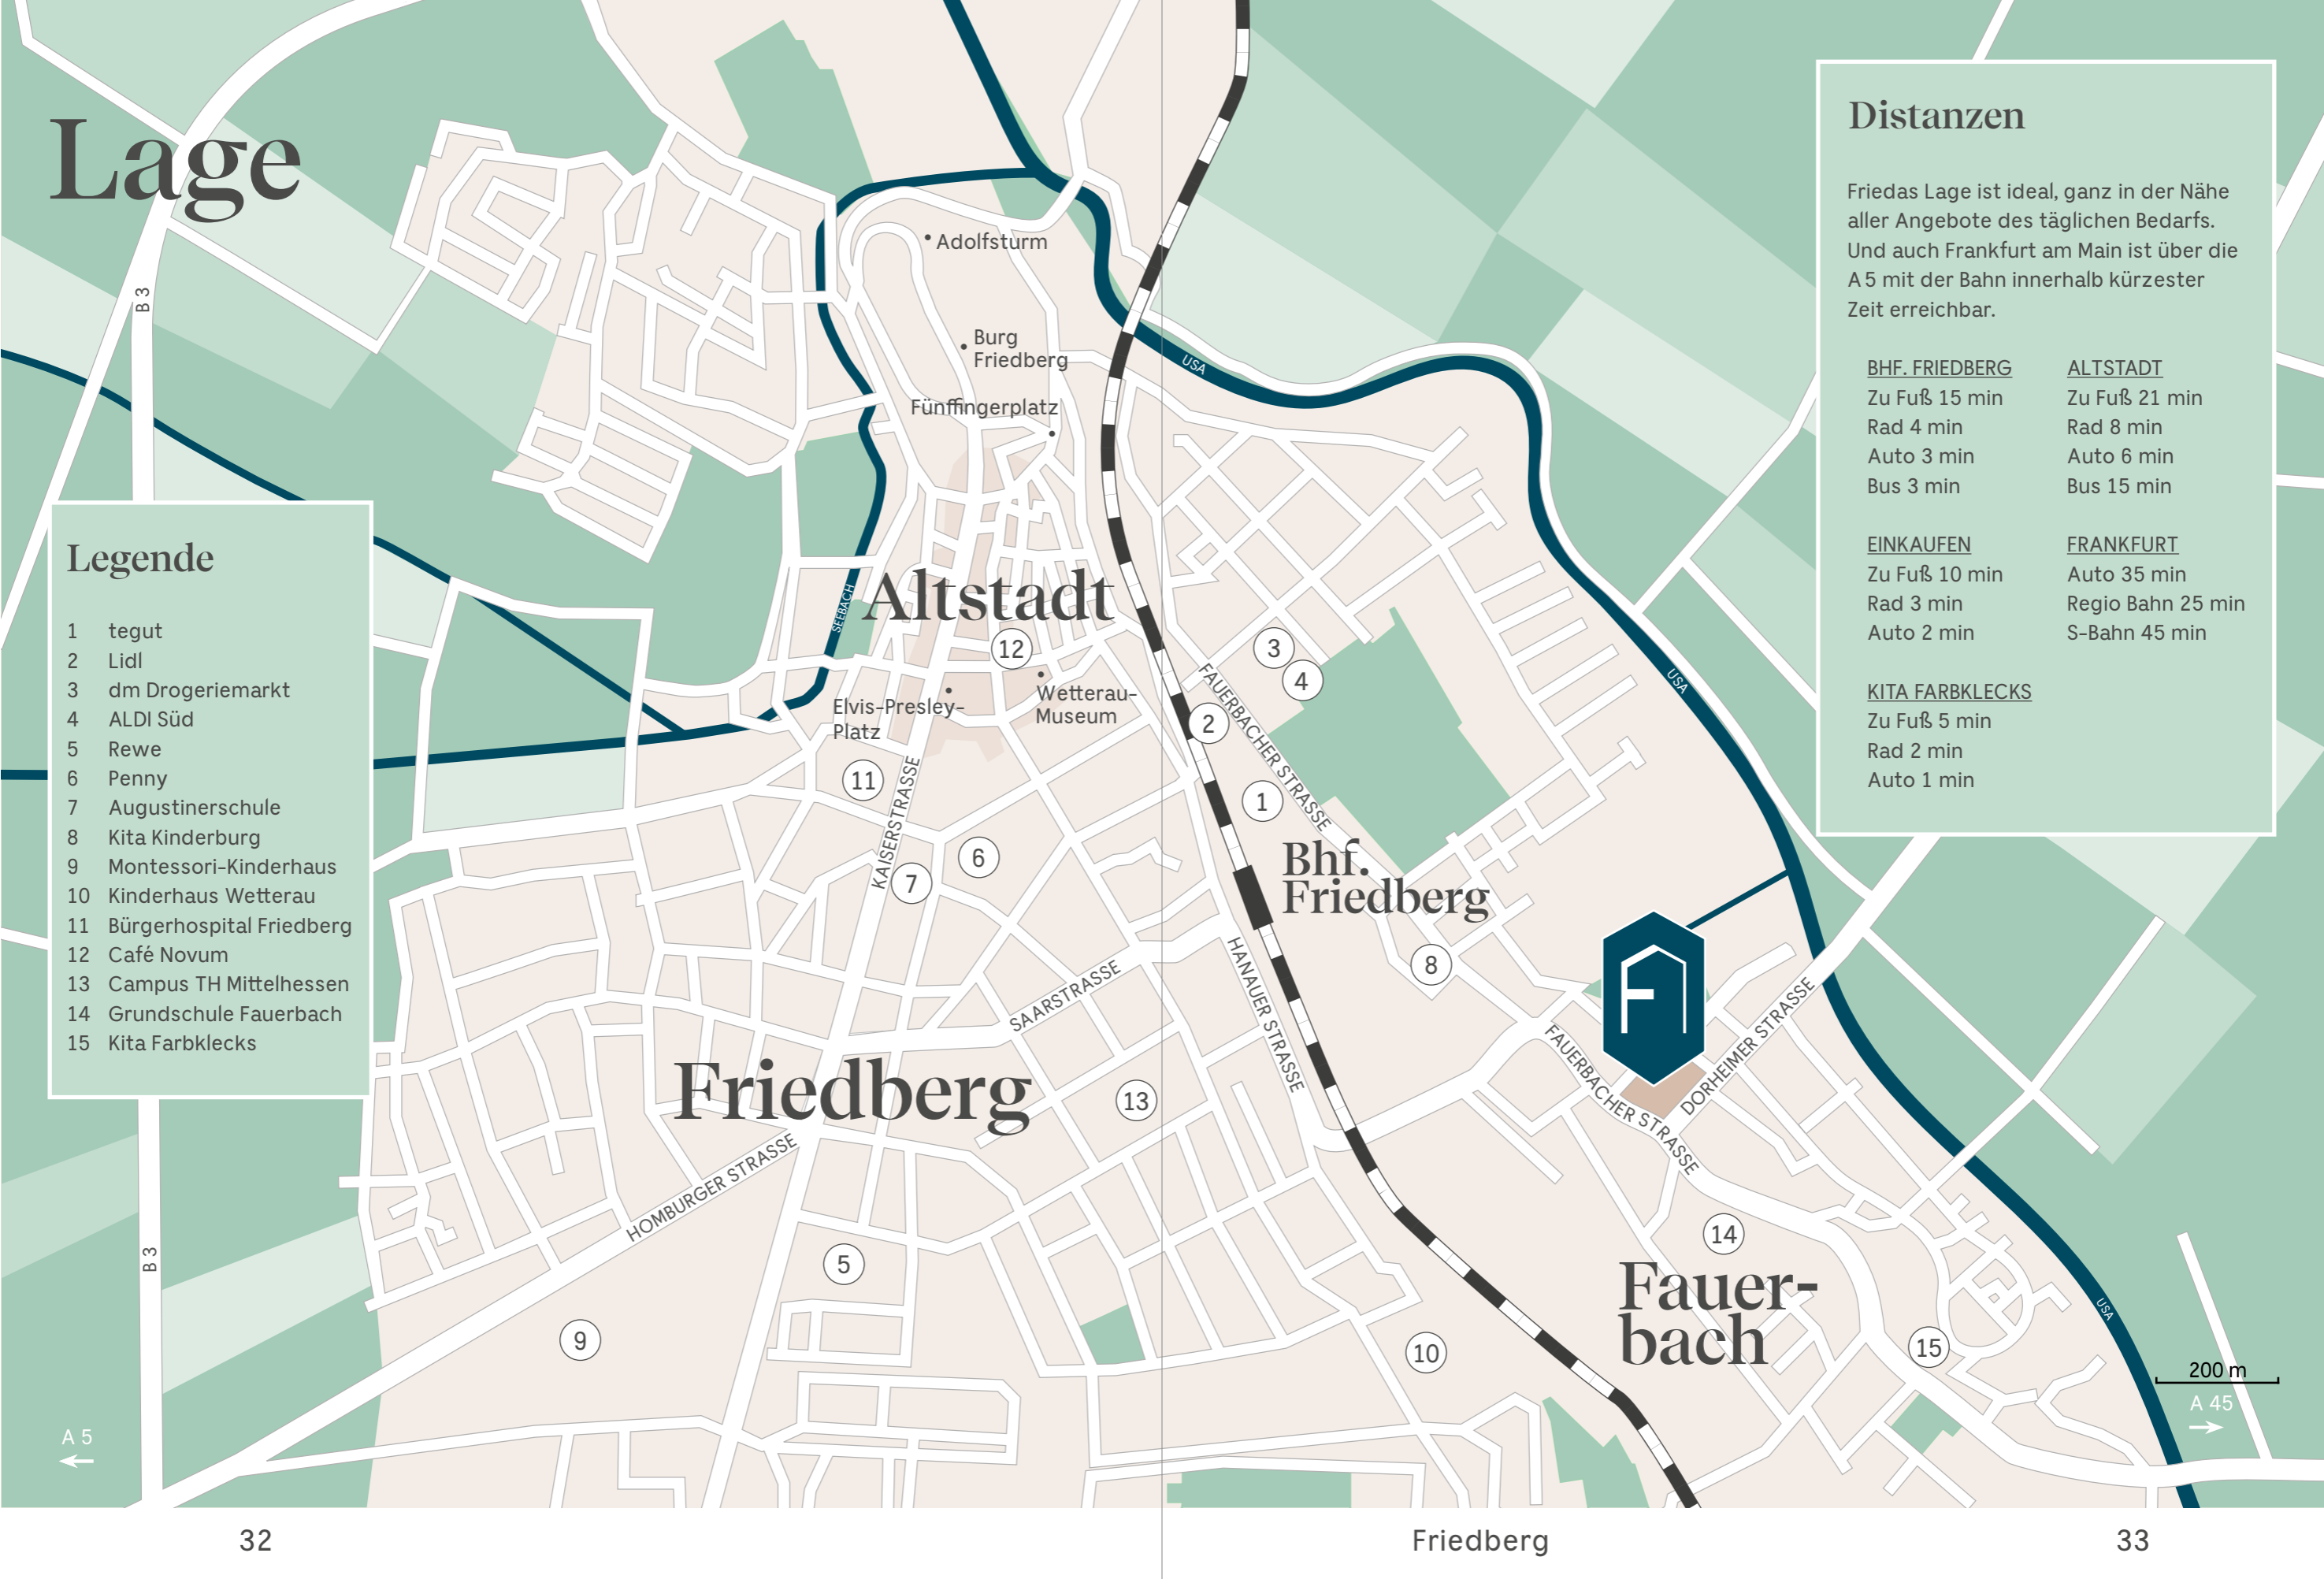 Lage
B 3
Legende
1 tegut
2 Lidl
3 dm Drogeriemarkt
4 ALDI Süd
5 Rewe
6 Penny
7 Augustinerschule
8 Kita Kinderburg
9 Montessori-Kinderhaus
10 Kinderhaus Wetterau
11 Bürgerhospital Friedberg
12 Café Novum
13 Campus TH Mittelhessen
14 Grundschule Fauerbach
15 Kita Farbklecks
B 3
A 5
Adolfsturm
Burg
Friedberg
Fünffingerplatz
USA
SEEBACH
Altstadt
12
Elvis-Presley-
Platz
Wetterau-
Museum
11
KAISERSTRASSE
6
7
3
4
2
FAUERBACHER STRASSE
1
Bhf.
Friedberg
8
SAARSTRASSE
HANAUER STRASSE
Friedberg
13
HOMBURGER STRASSE
5
9
10
F
FAUERBACHER STRASSE
DORHEIMER STRASSE
14
Fauer-
bach
15
USA
USA
200 m
A 45
Distanzen
Friedas Lage ist ideal, ganz in der Nähe
aller Angebote des täglichen Bedarfs.
Und auch Frankfurt am Main ist über die
A 5 mit der Bahn innerhalb kürzester
Zeit erreichbar.
BHF. FRIEDBERG
Zu Fuß 15 min
Rad 4 min
Auto 3 min
Bus 3 min
ALTSTADT
Zu Fuß 21 min
Rad 8 min
Auto 6 min
Bus 15 min
EINKAUFEN
Zu Fuß 10 min
Rad 3 min
Auto 2 min
FRANKFURT
Auto 35 min
Regio Bahn 25 min
S-Bahn 45 min
KITA FARBKLECKS
Zu Fuß 5 min
Rad 2 min
Auto 1 min
32
Friedberg
33